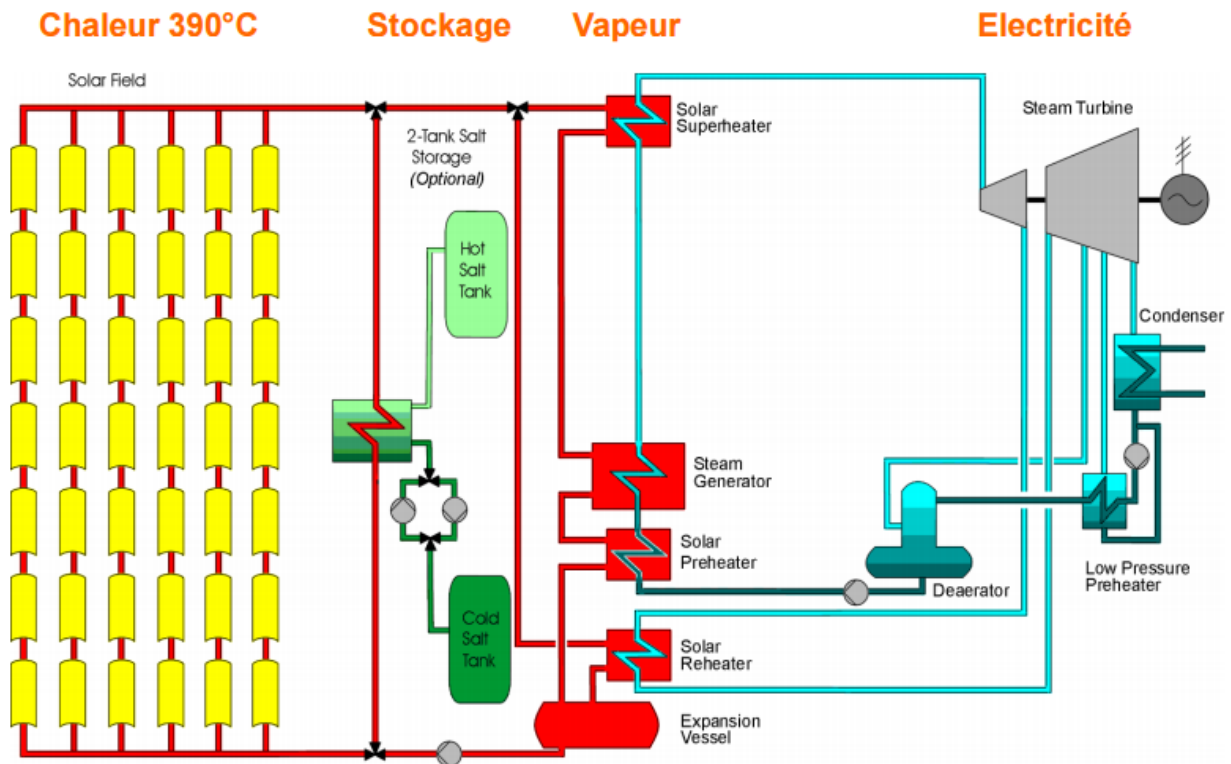 Chaleur 390°C
Stockage
Vapeur
Electricité
Solar Field
2-Tank Salt
Storage
(Optional)
Hot
Salt
Tank
Cold
Salt
Tank
Solar
Superheater
Steam
Generator
Solar
Preheater
Solar
Reheater
Expansion
Vessel
Steam Turbine
Condenser
Low Pressure
Preheater
Deaerator